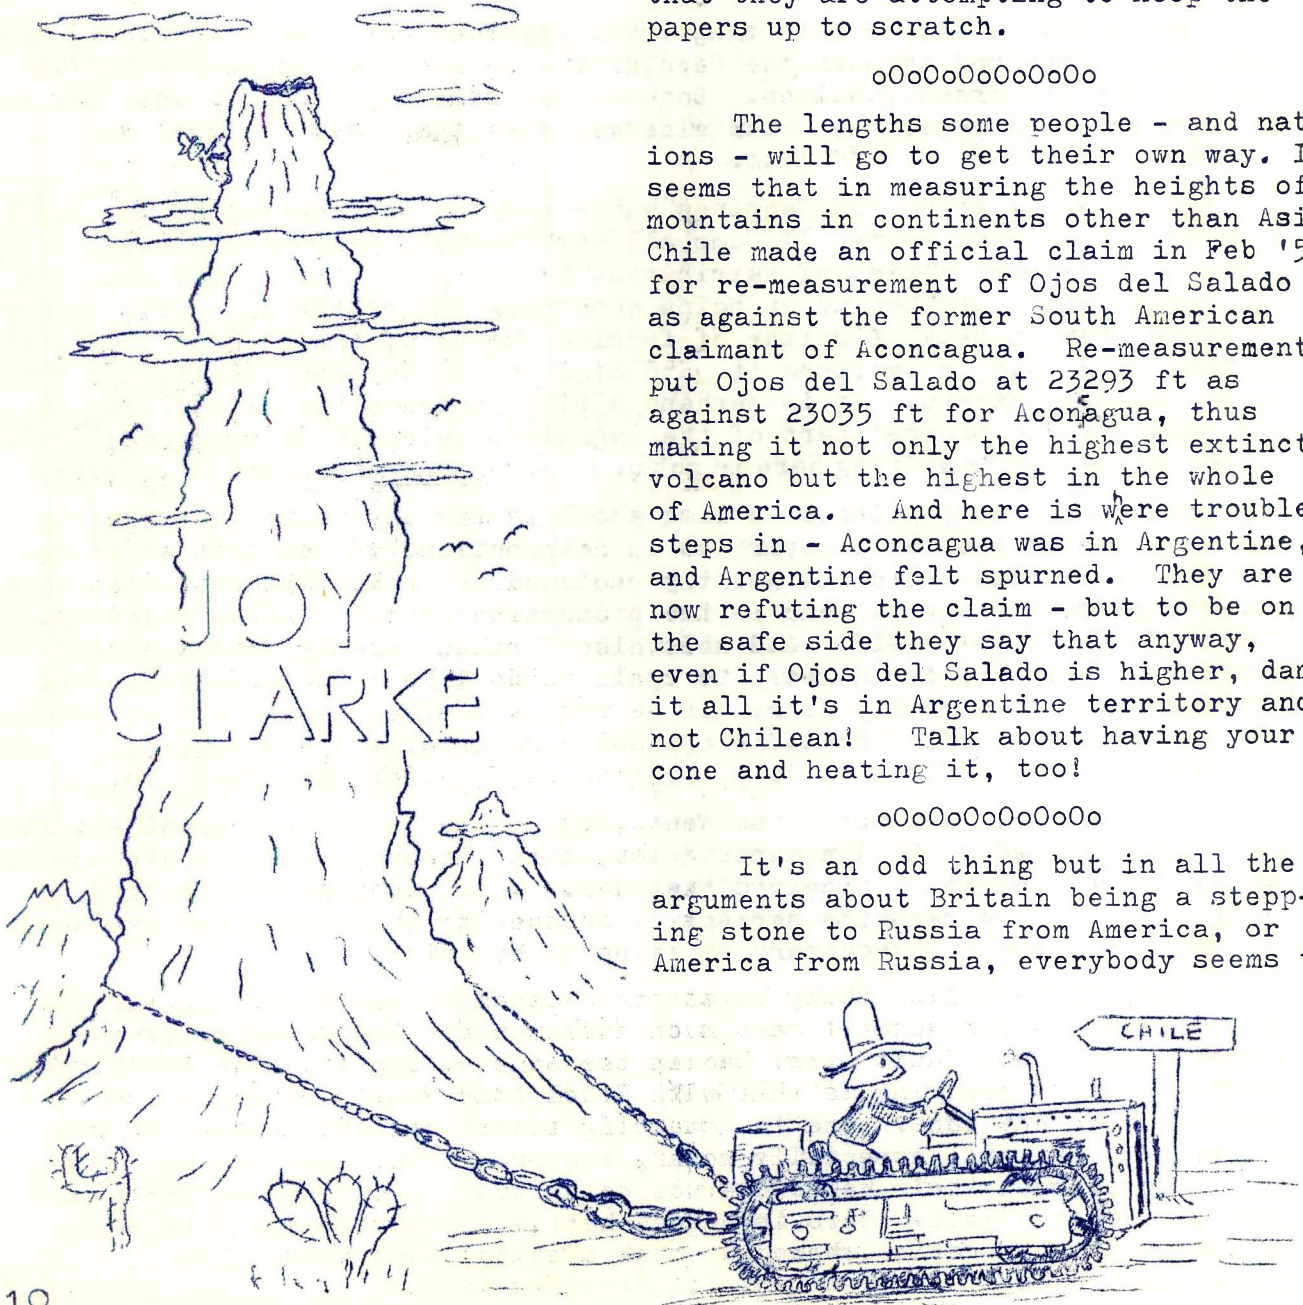 papers up to scratch.
oOoOoOoOoOoOo
The lengths some people - and nat
ions - will go to get their own way. I
seems that in measuring the heights of
mountains in continents other than Asi
Chile made an official claim in Feb '5
for re-measurement of Ojos del Salado
as against the former South American
claimant of Aconcagua. Re-measurement
put Ojos del Salado at 23293 ft as
against 23035 ft for Aconcagua, thus
making it not only the highest extinct
volcano but the highest in the whole
of America. And here is where trouble
steps in - Aconcagua was in Argentine,
and Argentine felt spurned. They are
now refuting the claim - but to be on
the safe side they say that anyway,
even if Ojos del Salado is higher, dam
it all it's in Argentine territory and
not Chilean! Talk about having your
cone and heating it, too!
oOoOoOoOoOoOo
It's an odd thing but in all the
arguments about Britain being a stepp-
ing stone to Russia from America, or
America from Russia, everybody seems
JOY
CLARKE
CHILE
10